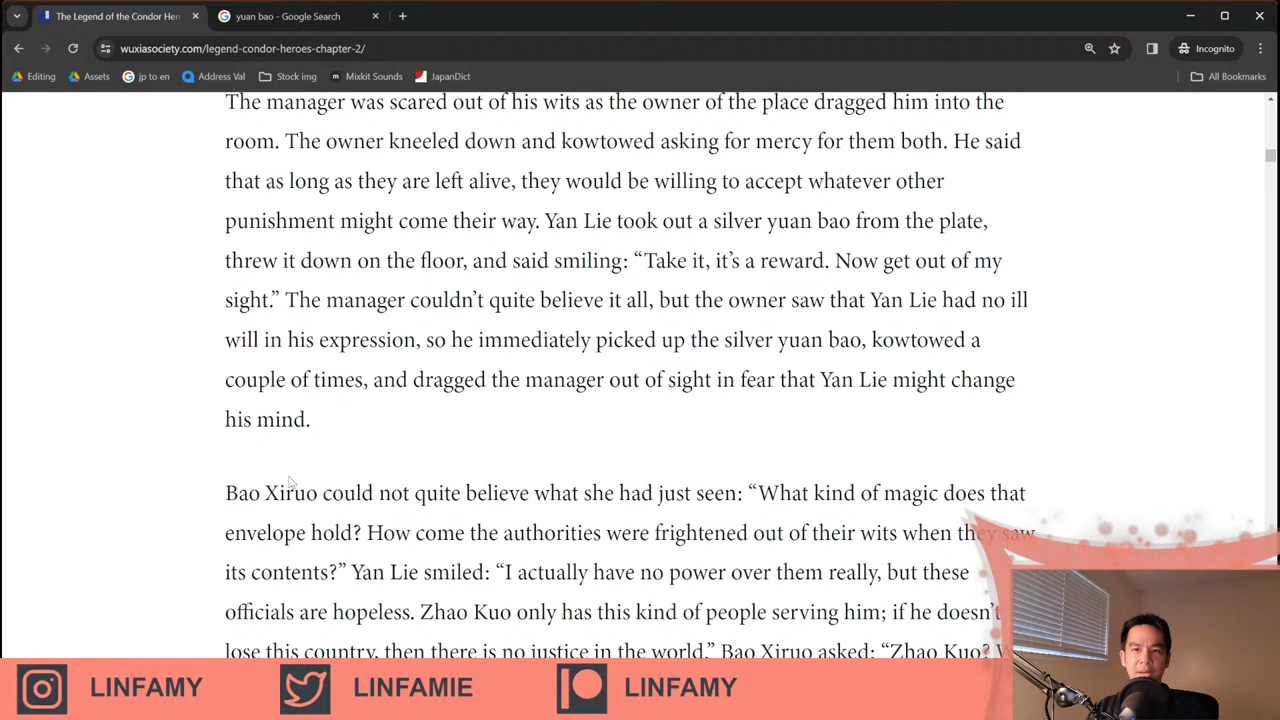 The Legend of the Condor Her
yuan bao - Google Search
wuxiasociety.com/legend-condor-heroes-chapter-2/
Incognito
Editing
Assets
jp to en
Address Val
Stock img
Mixkit Sounds
JapanDict
All Bookmarks
The manager was scared out of his wits as the owner of the place dragged him into the
room. The owner kneeled down and kowtowed asking for mercy for them both. He said
that as long as they are left alive, they would be willing to accept whatever other
punishment might come their way. Yan Lie took out a silver yuan bao from the plate,
threw it down on the floor, and said smiling: “Take it, it’s a reward. Now get out of my
sight.” The manager couldn’t quite believe it all, but the owner saw that Yan Lie had no ill
will in his expression, so he immediately picked up the silver yuan bao, kowtowed a
couple of times, and dragged the manager out of sight in fear that Yan Lie might change
his mind.
Bao Xiruo could not quite believe what she had just seen: “What kind of magic does that
envelope hold? How come the authorities were frightened out of their wits when they saw
its contents?” Yan Lie smiled: “I actually have no power over them really, but these
officials are hopeless. Zhao Kuo only has this kind of people serving him; if he doesn’t
lose this country, then there is no justice in the world.” Bao Xiruo asked: “Zhao Kuo?
LINFAMY
LINFAMIE
LINFAMY